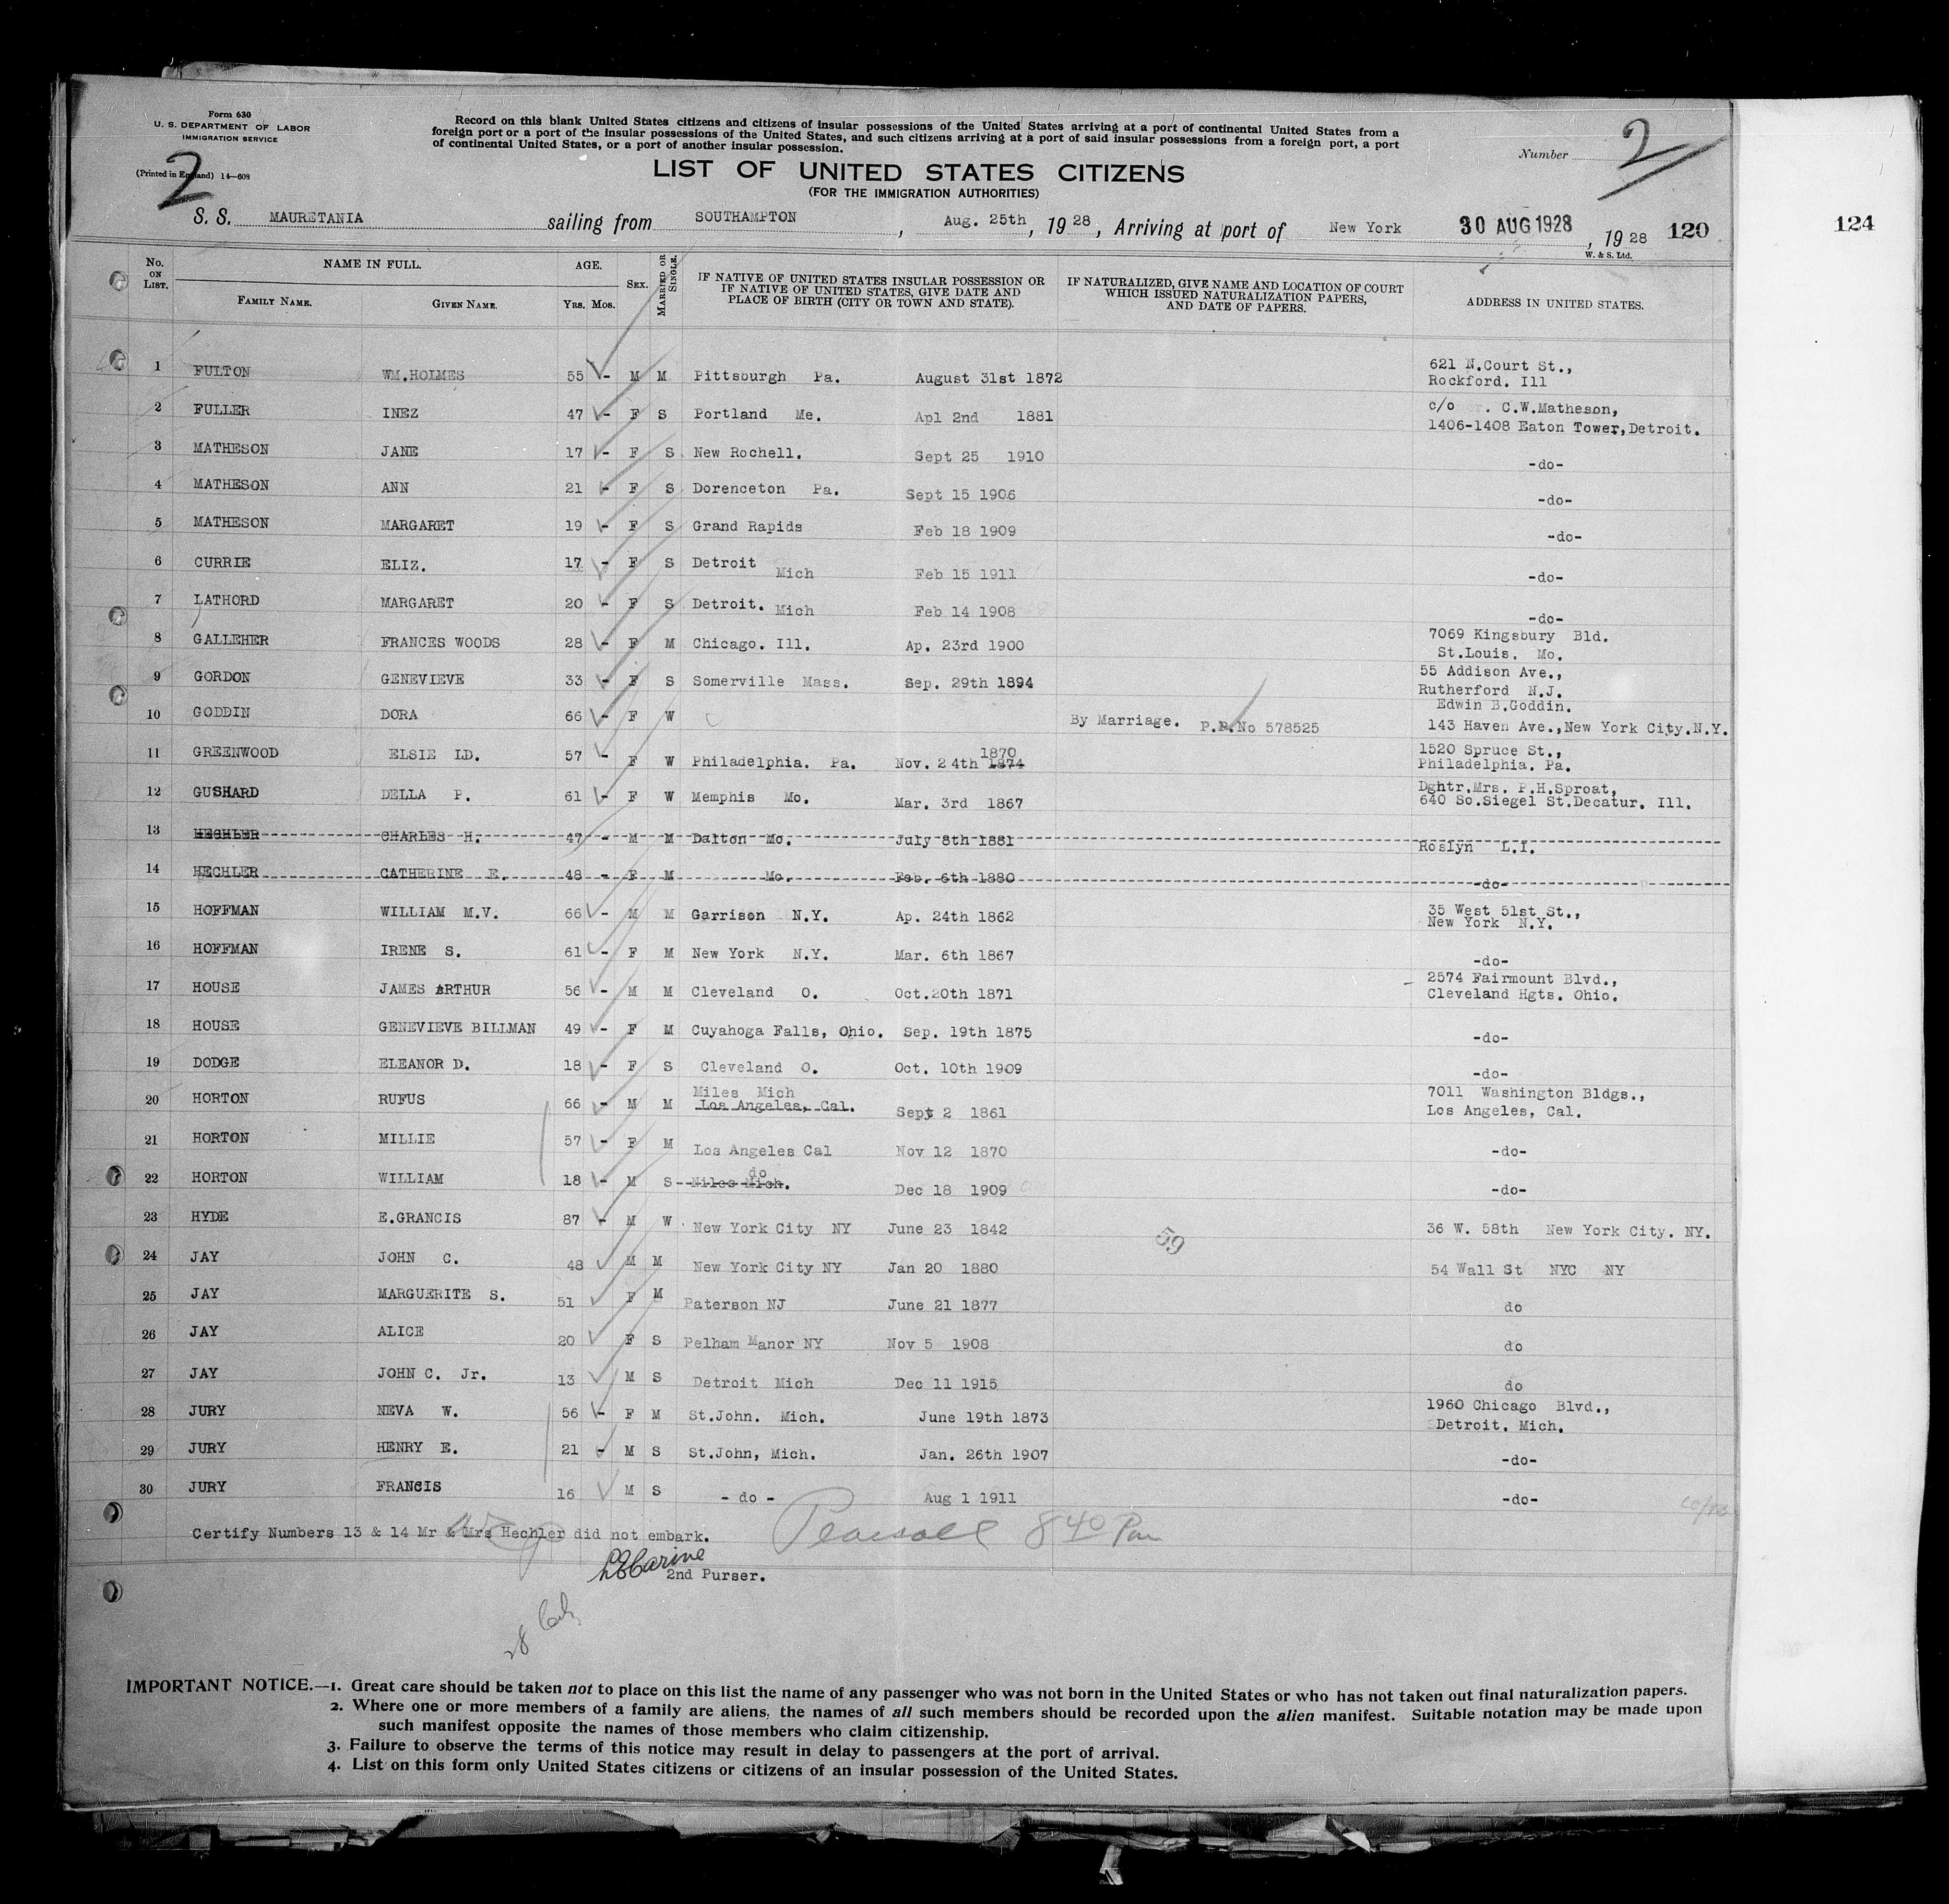 Form 630
U. S. DEPARTMENT OF LABOR
IMMIGRATION SERVICE
(Printed in England) 14—608
2
Record on this blank United States citizens and citizens of insular possessions of the United States arriving at a port of continental United States from a
foreign port or a port of the insular possessions of the United States, and such citizens arriving at a port of said insular possessions from a foreign port, a port
of continental United States, or a port of another insular possession.
LIST OF UNITED STATES CITIZENS
(FOR THE IMMIGRATION AUTHORITIES)
Number 2
S. S. MAURETANIA sailing from SOUTHAMPTON, Aug. 25th, 1928, Arriving at port of New York 30 AUG 1928, 1928 120
124
W. & S. Ltd.
No. ON LIST. NAME IN FULL. FAMILY NAME. GIVEN NAME. AGE. Yrs. Mos. SEX. MARRIED OR SINGLE. IF NATIVE OF UNITED STATES INSULAR POSSESSION OR IF NATIVE OF UNITED STATES, GIVE DATE AND PLACE OF BIRTH (CITY OR TOWN AND STATE). IF NATURALIZED, GIVE NAME AND LOCATION OF COURT WHICH ISSUED NATURALIZATION PAPERS, AND DATE OF PAPERS. ADDRESS IN UNITED STATES.
1 FULTON WM.HOLMES 55 - M M Pittsburgh Pa. August 31st 1872 621 N.Court St., Rockford. Ill
2 FULLER INEZ 47 - F S Portland Me. Apl 2nd 1881 c/o . C.W.Matheson, 1406-1408 Eaton Tower,Detroit.
3 MATHESON JANE 17 - F S New Rochell. Sept 25 1910 -do-
4 MATHESON ANN 21 - F S Dorenceton Pa. Sept 15 1906 -do-
5 MATHESON MARGARET 19 - F S Grand Rapids Feb 18 1909 -do-
6 CURRIE ELIZ. 17 - F S Detroit Mich Feb 15 1911 -do-
7 LATHORD MARGARET 20 - F S Detroit. Mich Feb 14 1908 -do-
8 GALLEHER FRANCES WOODS 28 - F M Chicago. Ill. Ap. 23rd 1900 7069 Kingsbury Bld. St.Louis. Mo.
9 GORDON GENEVIEVE 33 - F S Somerville Mass. Sep. 29th 1894 55 Addison Ave., Rutherford N.J.
10 GODDIN DORA 66 - F W By Marriage. P.P.No 578525 Edwin B.Goddin. 143 Haven Ave.,New York City.N.Y.
11 GREENWOOD ELSIE LD. 57 - F W Philadelphia. Pa. Nov. 24th 1874 1870 1520 Spruce St., Philadelphia. Pa.
12 GUSHARD DELLA P. 61 - F W Memphis Mo. Mar. 3rd 1867 Dghtr.Mrs. P.H.Sproat, 640 So.Siegel St.Decatur. Ill.
13 HECHLER CHARLES H. 47 - M M Dalton Mo. July 8th 1881 Roslyn L.I.
14 HECHLER CATHERINE E. 48 - F M Mo. Feb. 6th 1880 -do-
15 HOFFMAN WILLIAM M.V. 66 - M M Garrison N.Y. Ap. 24th 1862 35 West 51st St., New York N.Y.
16 HOFFMAN IRENE S. 61 - F M New York N.Y. Mar. 6th 1867 -do-
17 HOUSE JAMES ARTHUR 56 - M M Cleveland O. Oct.20th 1871 2574 Fairmount Blvd., Cleveland Hgts. Ohio.
18 HOUSE GENEVIEVE BILLMAN 49 - F M Cuyahoga Falls, Ohio. Sep. 19th 1875 -do-
19 DODGE ELEANOR D. 18 - F S Cleveland O. Oct. 10th 1909 -do-
20 HORTON RUFUS 66 - M M Miles Mich Los Angeles, Cal. Sept 2 1861 7011 Washington Bldgs., Los Angeles, Cal.
21 HORTON MILLIE 57 - F M Los Angeles Cal Nov 12 1870 -do-
22 HORTON WILLIAM 18 - M S do Niles Mich. Dec 18 1909 -do-
23 HYDE E.GRANCIS 87 - M W New York City NY June 23 1842 36 W. 58th New York City. NY.
59
24 JAY JOHN C. 48 M M New York City NY Jan 20 1880 54 Wall St NYC NY
25 JAY MARGUERITE S. 51 F M Paterson NJ June 21 1877 do
26 JAY ALICE 20 F S Pelham Manor NY Nov 5 1908 do
27 JAY JOHN C. Jr. 13 M S Detroit Mich Dec 11 1915 do
28 JURY NEVA W. 56 - F M St.John. Mich. June 19th 1873 1960 Chicago Blvd., Detroit. Mich.
29 JURY HENRY E. 21 - M S St.John, Mich. Jan. 26th 1907 -do-
30 JURY FRANCIS 16 M S - do - Aug 1 1911 -do-
Certify Numbers 13 & 14 Mr & Mrs Hechler did not embark.
840 Pm
2nd Purser.
28
IMPORTANT NOTICE.—1. Great care should be taken not to place on this list the name of any passenger who was not born in the United States or who has not taken out final naturalization papers.
2. Where one or more members of a family are aliens, the names of all such members should be recorded upon the alien manifest. Suitable notation may be made upon
such manifest opposite the names of those members who claim citizenship.
3. Failure to observe the terms of this notice may result in delay to passengers at the port of arrival.
4. List on this form only United States citizens or citizens of an insular possession of the United States.